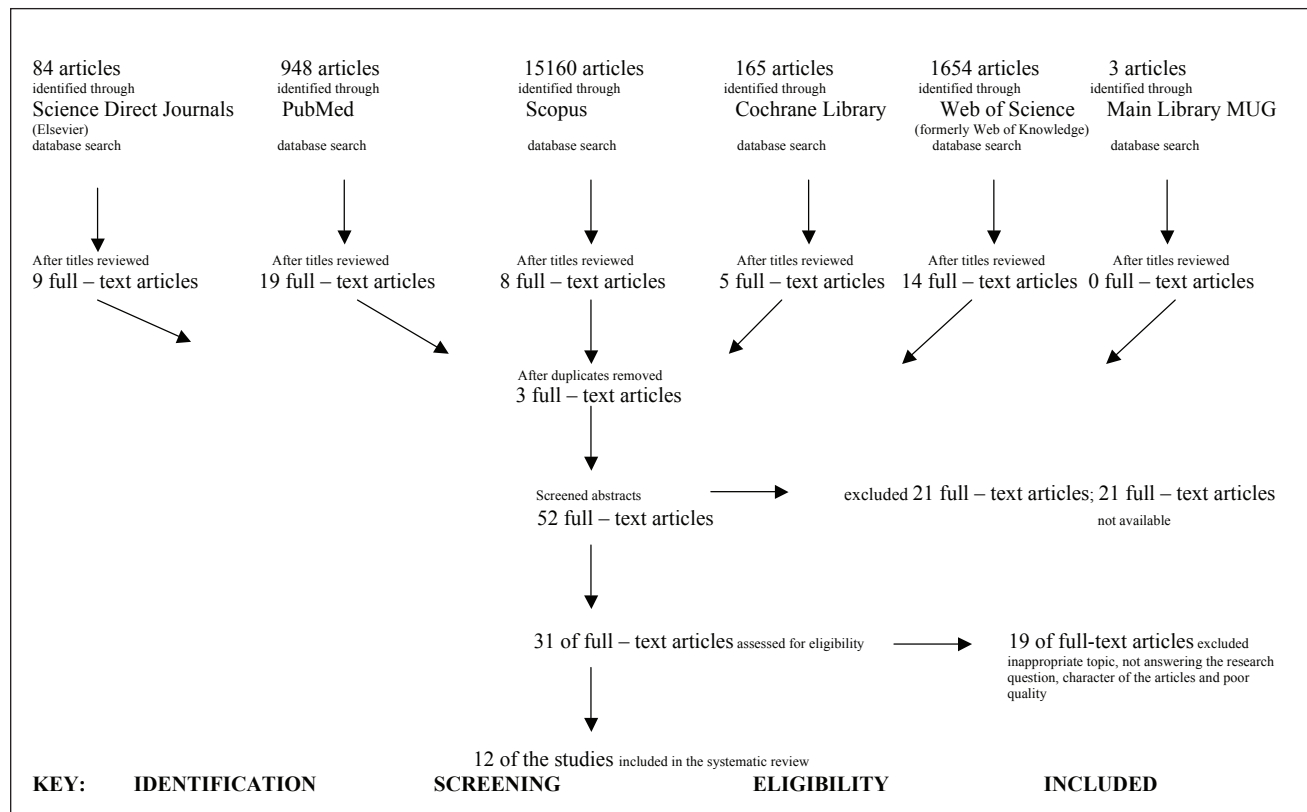 84 articles
identified through
Science Direct Journals
(Elsevier)
database search
948 articles
identified through
PubMed
database search
15160 articles
identified through
Scopus
database search
165 articles
identified through
Cochrane Library
database search
1654 articles
identified through
Web of Science
(formerly Web of Knowledge)
database search
3 articles
identified through
Main Library MUG
database search
After titles reviewed
9 full – text articles
After titles reviewed
19 full – text articles
After titles reviewed
8 full – text articles
After titles reviewed
5 full – text articles
After titles reviewed
14 full – text articles
After titles reviewed
0 full – text articles
After duplicates removed
3 full – text articles
Screened abstracts
52 full – text articles
excluded 21 full – text articles; 21 full – text articles
not available
31 of full – text articles assessed for eligibility
19 of full-text articles excluded
inappropriate topic, not answering the research
question, character of the articles and poor
quality
12 of the studies included in the systematic review
KEY: IDENTIFICATION SCREENING ELIGIBILITY INCLUDED